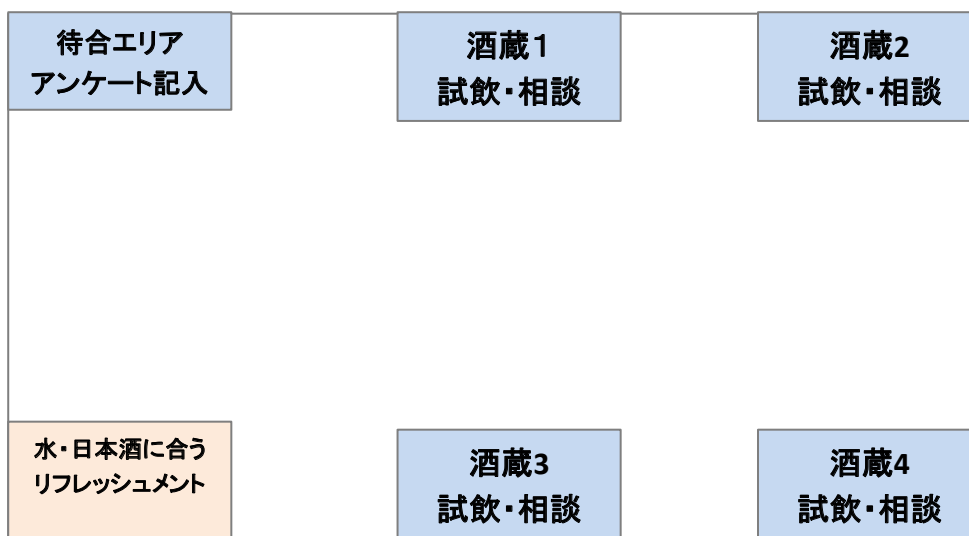 待合エリア
アンケート記入
酒蔵１
試飲・相談
酒蔵2
試飲・相談
水・日本酒に合う
リフレッシュメント
酒蔵3
試飲・相談
酒蔵4
試飲・相談